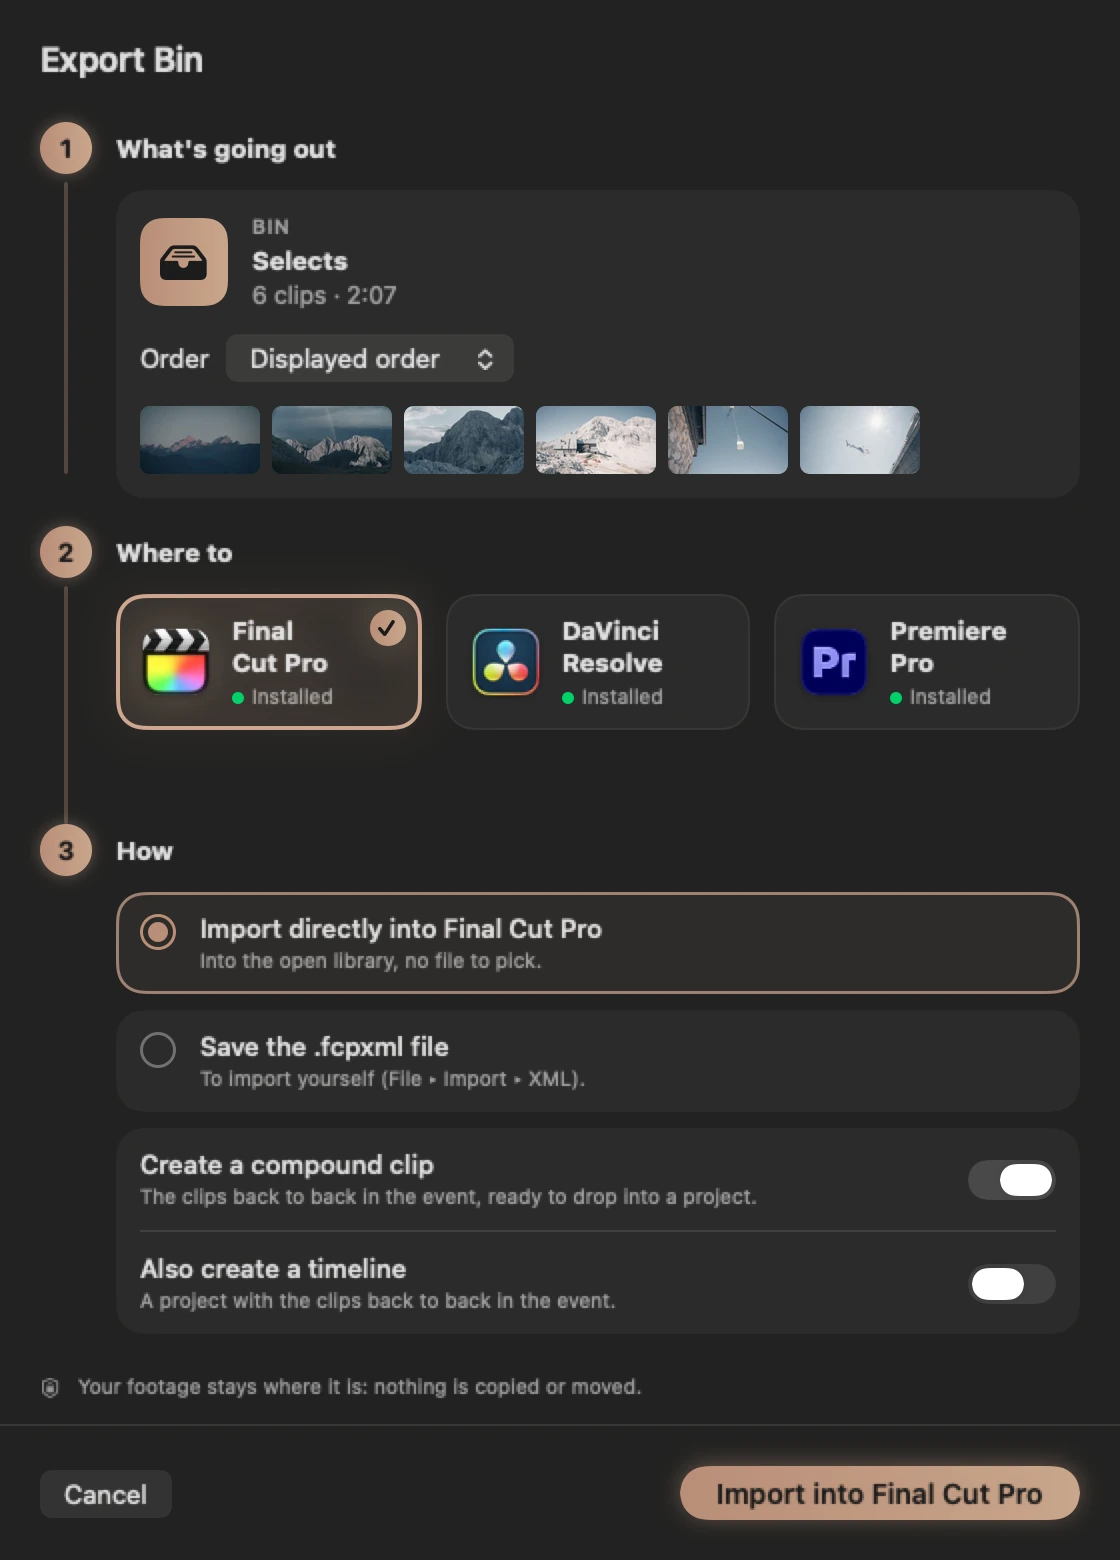 Export Bin
1
What's going out
BIN
Selects
6 clips · 2:07
Order
Displayed order
2
Where to
Final
Cut Pro
Installed
DaVinci
Resolve
Installed
Pr
Premiere
Pro
Installed
3
How
Import directly into Final Cut Pro
Into the open library, no file to pick.
Save the .fcpxml file
To import yourself (File ‣ Import ‣ XML).
Create a compound clip
The clips back to back in the event, ready to drop into a project.
Also create a timeline
A project with the clips back to back in the event.
Your footage stays where it is: nothing is copied or moved.
Cancel
Import into Final Cut Pro